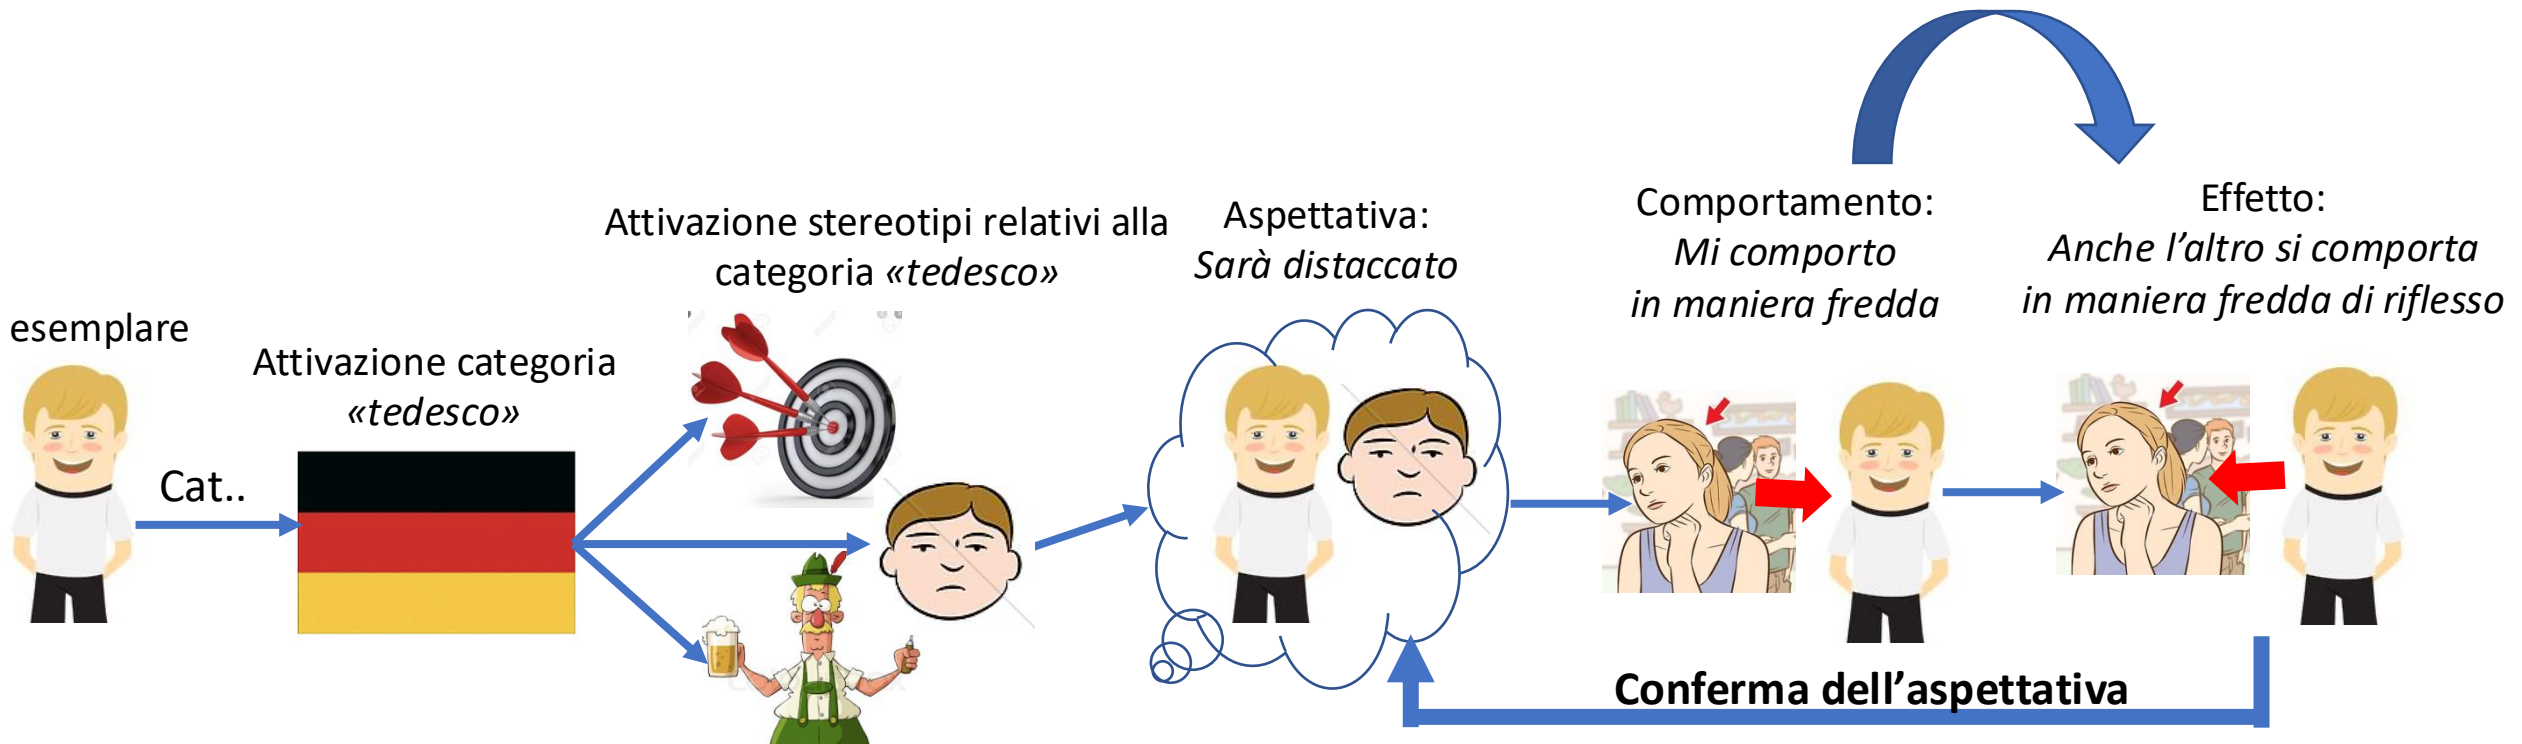 esemplare
Cat..
Attivazione categoria
«tedesco»
Attivazione stereotipi relativi alla
categoria «tedesco»
Aspettativa:
Sarà distaccato
Comportamento:
Mi comporto
in maniera fredda
Effetto:
Anche l’altro si comporta
in maniera fredda di riflesso
Conferma dell’aspettativa